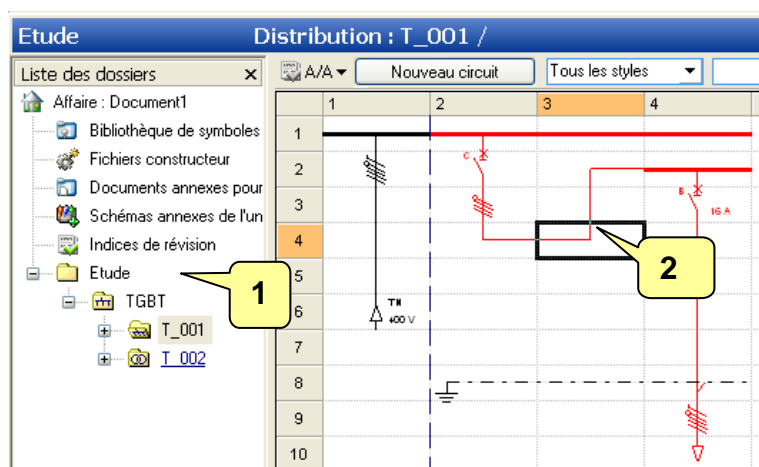 Etude Distribution : T_001 /
Liste des dossiers x A/A Nouveau circuit Tous les styles
Affaire : Document1
Bibliothèque de symboles
Fichiers constructeur
Documents annexes pour
Schémas annexes de l'un
Indices de révision
Etude
TGBT
T_001
T_002
1 2 3 4
1
2
3
4
5
6
7
8
9
10
C
B
16 A
TN
400 V
1
2